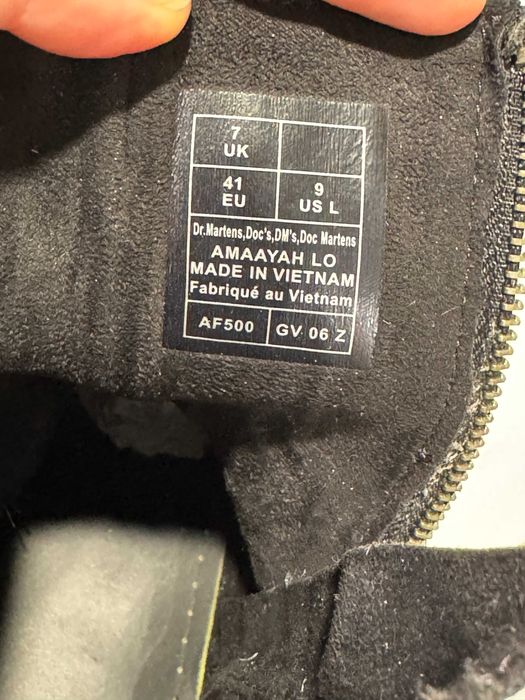 7
UK
41
EU
9
US L
Dr.Martens,Doc's,DM's,Doc Martens
AMAAYAH LO
MADE IN VIETNAM
Fabriqué au Vietnam
AF500
GV 06 Z